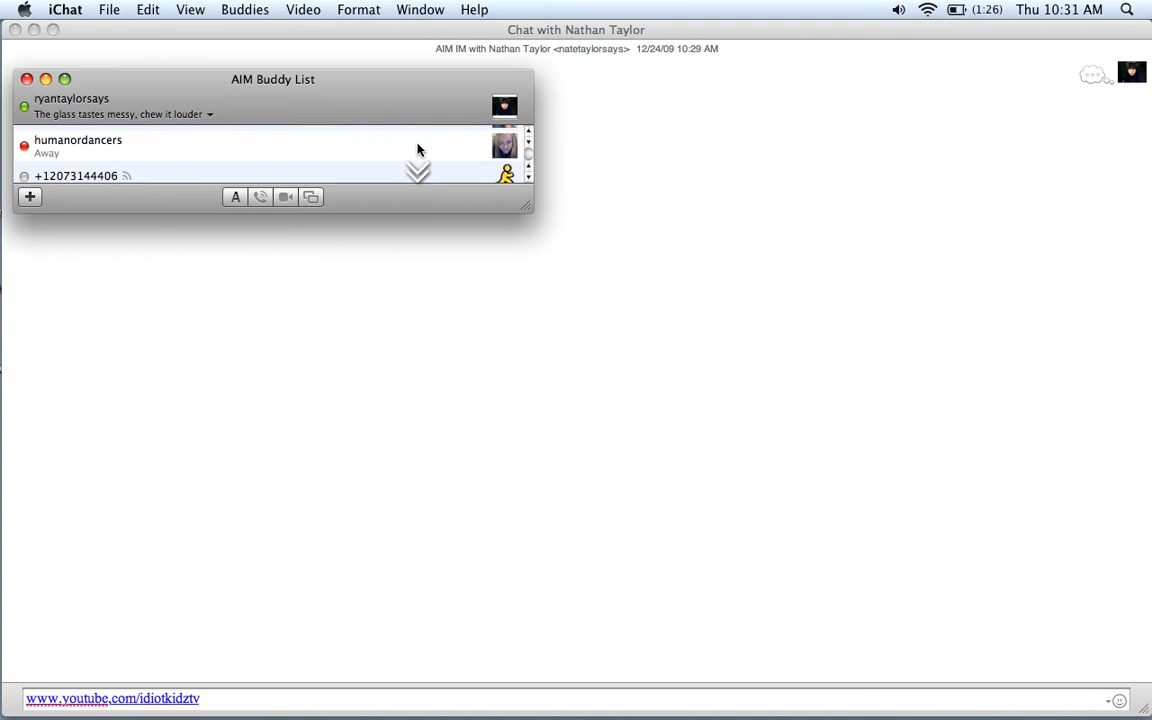 iChat File Edit View Buddies Video Format Window Help (1:26) Thu 10:31 AM
Chat with Nathan Taylor
AIM IM with Nathan Taylor <natetaylorsays> 12/24/09 10:29 AM
AIM Buddy List
ryantaylorsays
The glass tastes messy, chew it louder
humanordancers
Away
+12073144406
A
www.youtube,com/idiotkidztv